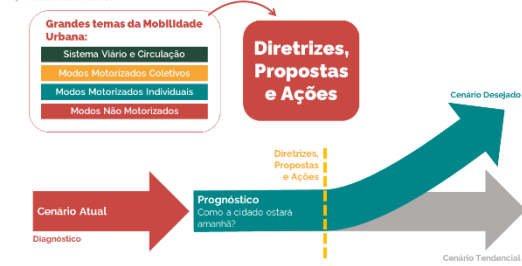 Grandes temas da Mobilidade
Urbana:
Sistema Viário e Circulação
Modos Motorizados Coletivos
Modos Motorizados Individuais
Modos Não Motorizados
Diretrizes,
Propostas
e Ações
Cenário Desejado
Diretrizes,
Propostas
e Ações
Cenário Atual
Prognóstico
Como a cidade estará
amanhã?
Diagnóstico
Cenário Tendencial